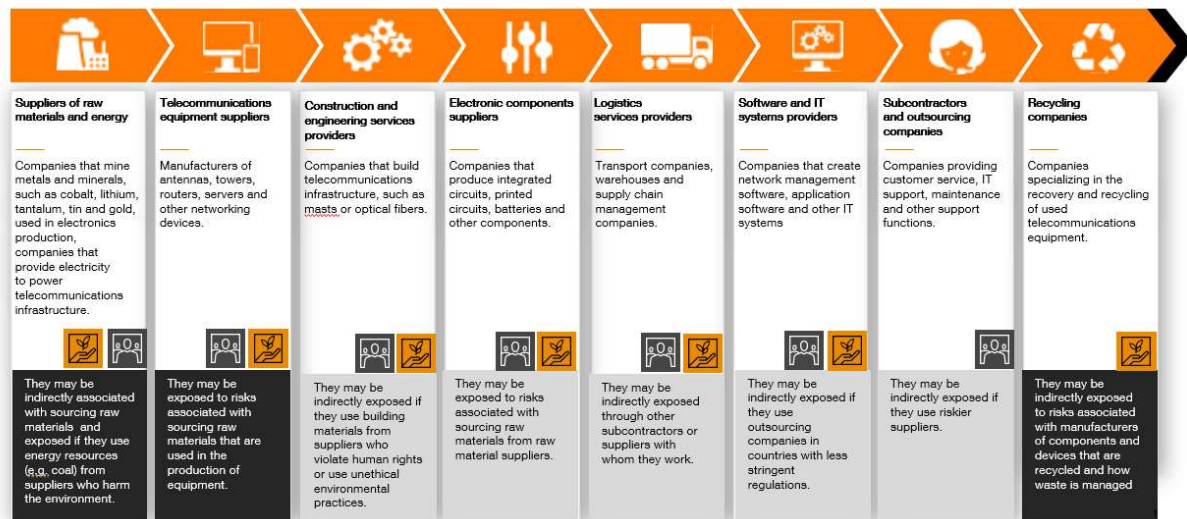 Suppliers of raw
materials and energy
Companies that mine
metals and minerals,
such as cobalt, lithium,
tantalum, tin and gold,
used in electronics
production,
companies that
provide electricity
to power
telecommunications
infrastructure.
They may be
indirectly associated
with sourcing raw
materials and
exposed if they use
energy resources
(e.g. coal) from
suppliers who harm
the environment.
Telecommunications
equipment suppliers
Manufacturers of
antennas, towers,
routers, servers and
other networking
devices.
They may be
exposed to risks
associated with
sourcing raw
materials that are
used in the
production of
equipment.
Construction and
engineering services
providers
Companies that build
telecommunications
infrastructure, such as
masts or optical fibers.
They may be
indirectly exposed if
they use building
materials from
suppliers who
violate human rights
or use unethical
environmental
practices.
Electronic components
suppliers
Companies that
produce integrated
circuits, printed
circuits, batteries and
other components.
They may be
exposed to risks
associated with
sourcing raw
materials from raw
material suppliers.
Logistics
services providers
Transport companies,
warehouses and
supply chain
management
companies.
They may be
indirectly exposed
through other
subcontractors or
suppliers with
whom they work.
Software and IT
systems providers
Companies that create
network management
software, application
software and other IT
systems
They may be
indirectly exposed if
they use
outsourcing
companies in
countries with less
stringent
regulations.
Subcontractors
and outsourcing
companies
Companies providing
customer service, IT
support, maintenance
and other support
functions.
They may be
indirectly exposed if
they use riskier
suppliers.
Recycling
companies
Companies
specializing in the
recovery and recycling
of used
telecommunications
equipment.
They may be
indirectly exposed
to risks associated
with manufacturers
of components and
devices that are
recycled and how
waste is managed